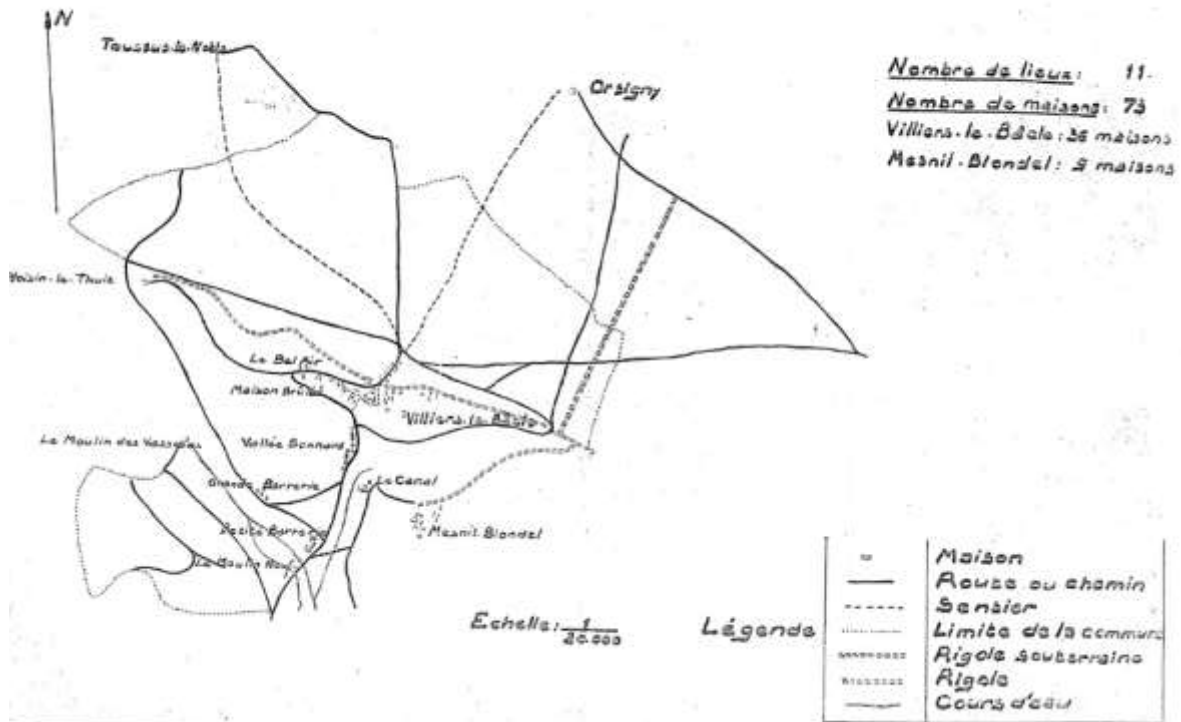 N
Toussus-le-Noble
Orsigny
Nombre de lieux: 11.
Nombre de maisons: 73
Villiers-le-Bâcle: 36 maisons
Mesnil-Blondel: 9 maisons
Voisin-le-Thuit
Le Bel Air
Maison Brûlée
Villiers-le-Bâcle
Le Moulin des
Vallée Bonnard
Grande Barrerie
Le Canal
Petite Barrerie
Mesnil Blondel
Le Moulin Neuf
Echelle: 1/20.000
Légende
Maison
Route ou chemin
Sentier
Limite de la commune
Rigole souterraine
Rigole
Cours d'eau